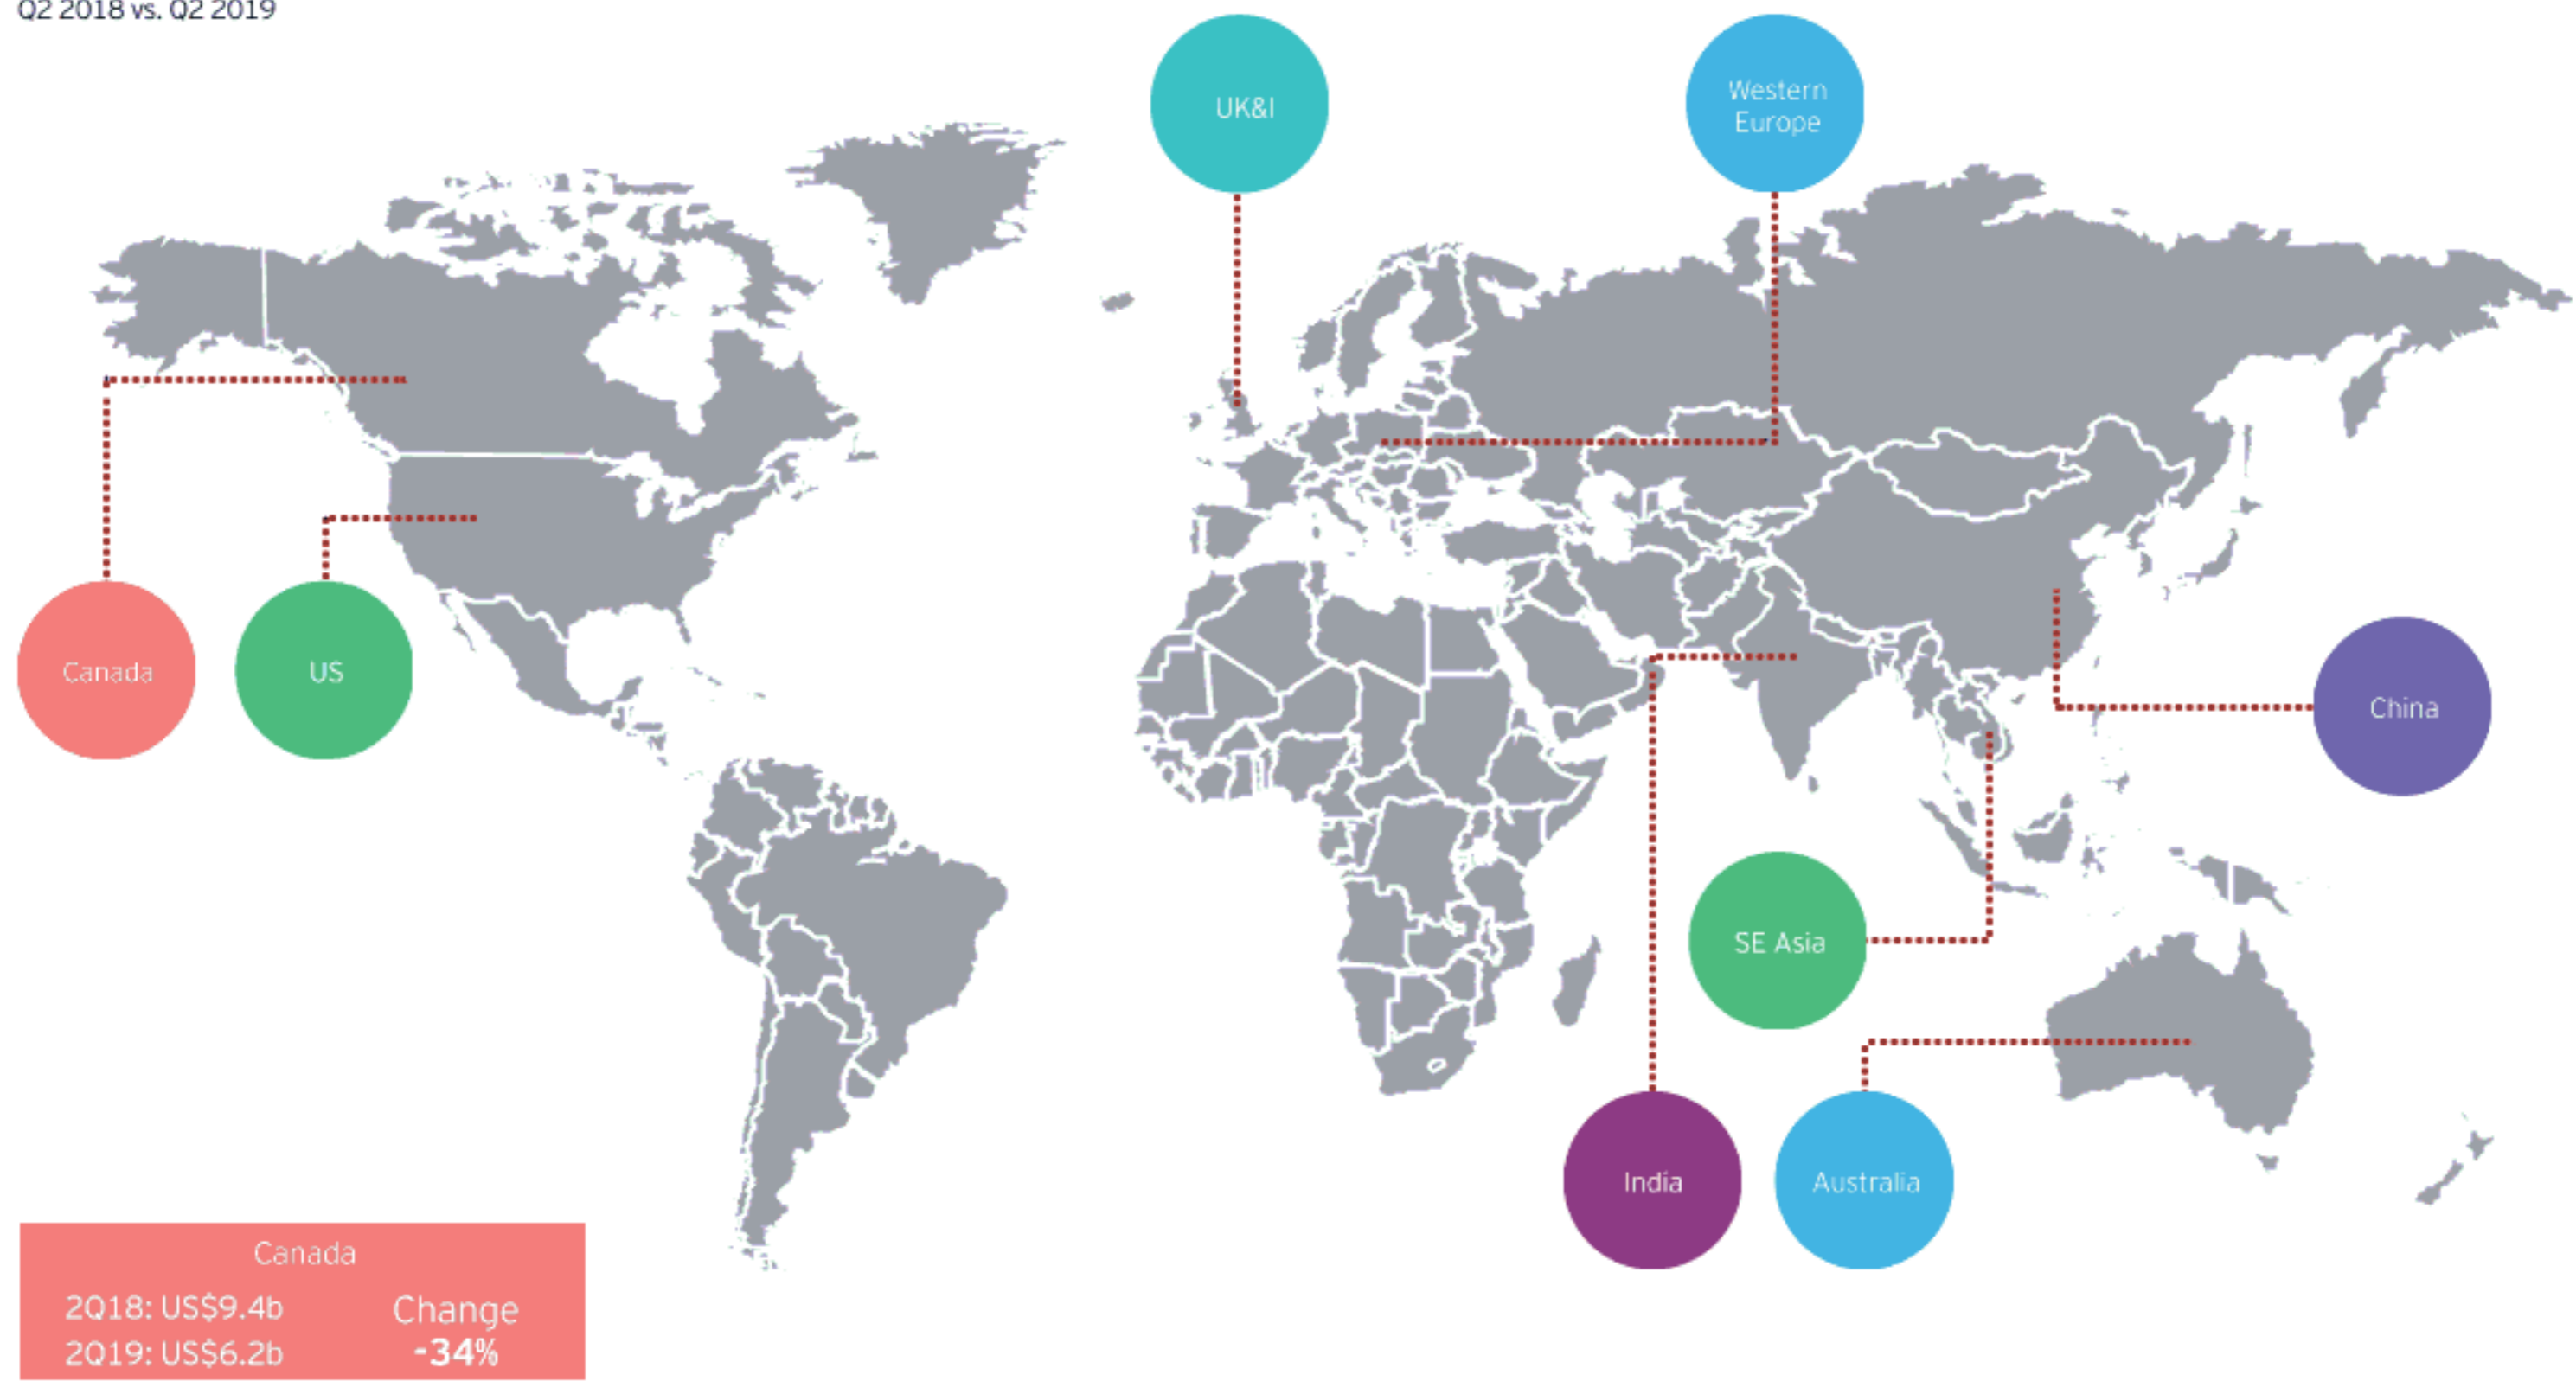 Q2 2018 vs. Q2 2019
UK&I
Western
Europe
Canada
US
China
SE Asia
India
Australia
Canada
2Q18: US$9.4b
Change
2Q19: US$6.2b
-34%